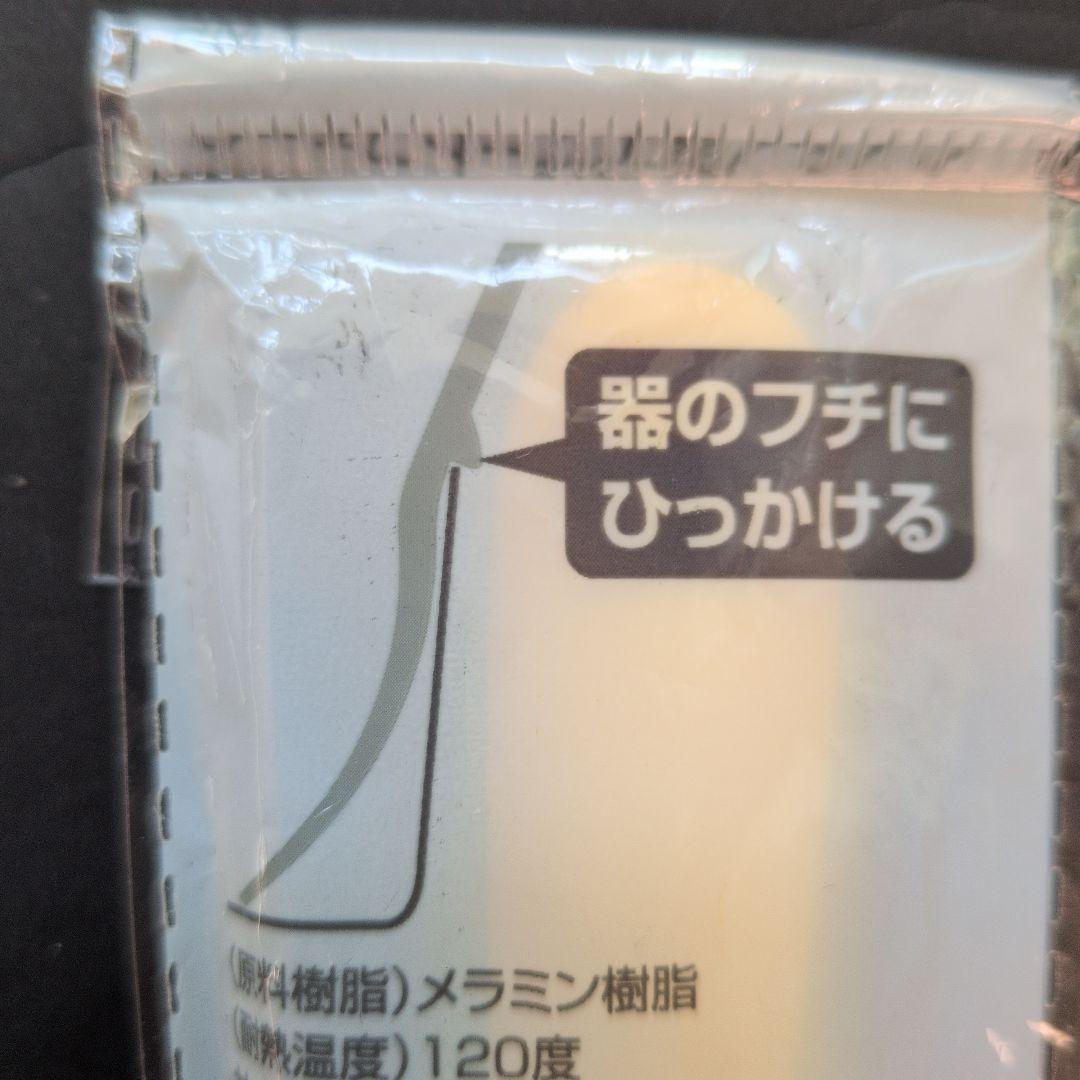 器のフチに
ひっかける
(原料樹脂)メラミン樹脂
(耐熱温度)120度